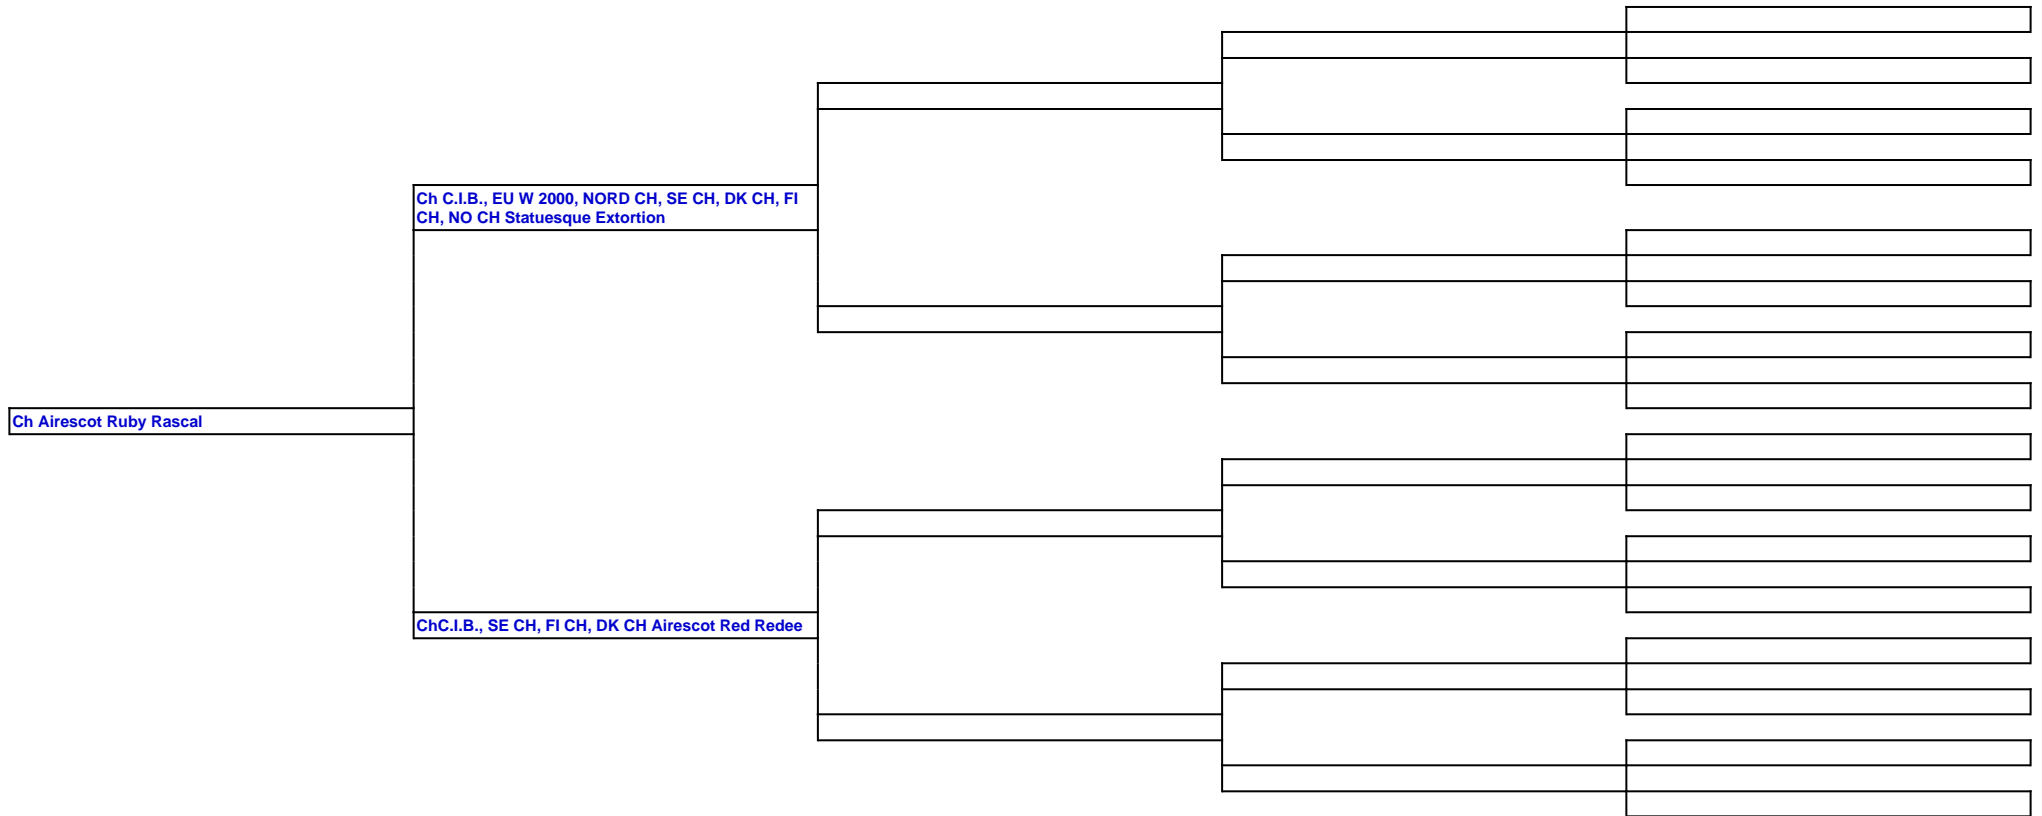 Ch C.I.B., EU W 2000, NORD CH, SE CH, DK CH, FI
CH, NO CH Statuesque Extortion
Ch Airescot Ruby Rascal
ChC.I.B., SE CH, FI CH, DK CH Airescot Red Redee